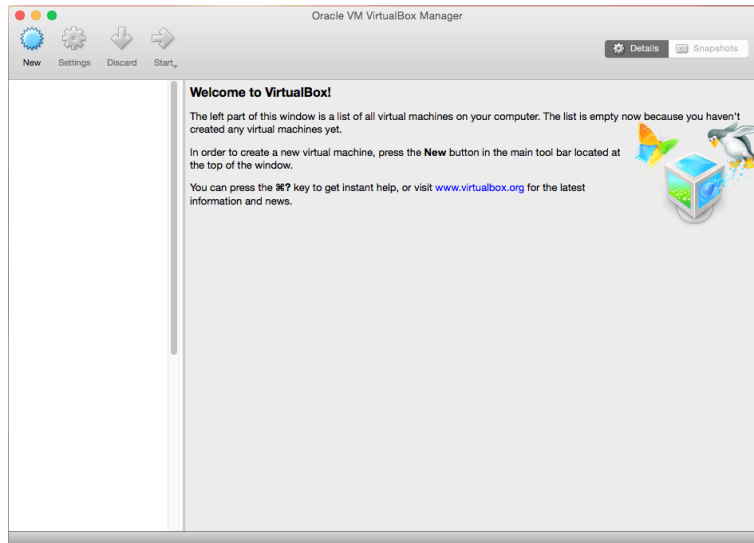 Oracle VM VirtualBox Manager
New Settings Discard Start
Details Snapshots
Welcome to VirtualBox!
The left part of this window is a list of all virtual machines on your computer. The list is empty now because you haven't
created any virtual machines yet.
In order to create a new virtual machine, press the New button in the main tool bar located at
the top of the window.
You can press the ⌘? key to get instant help, or visit www.virtualbox.org for the latest
information and news.